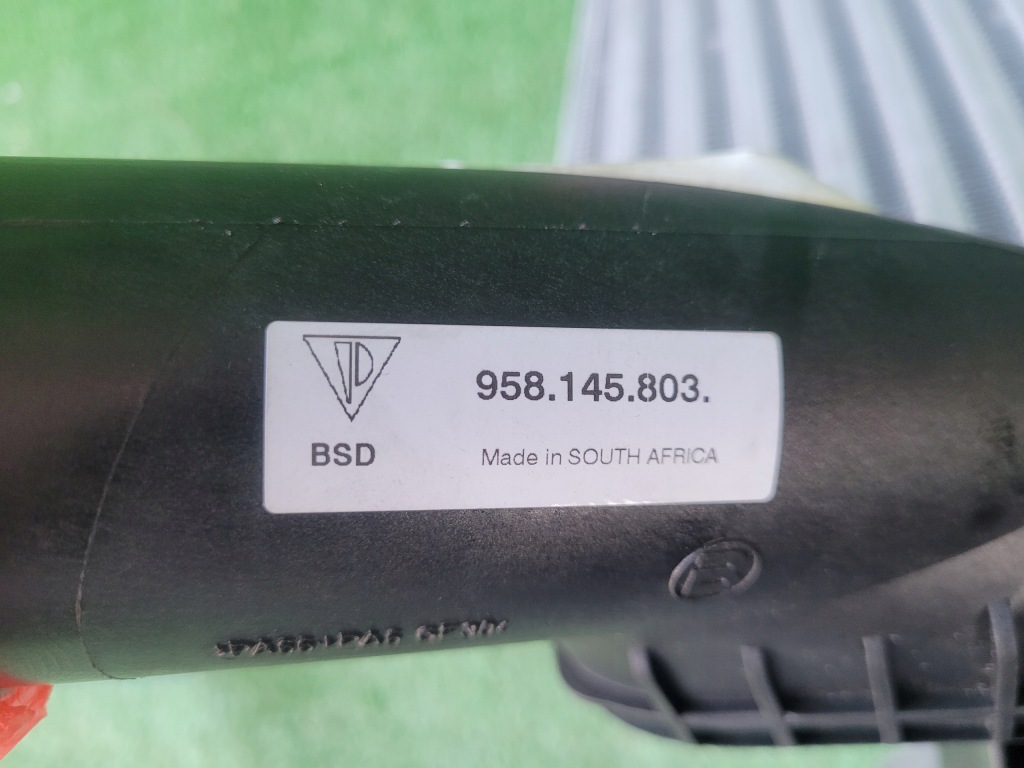 958.145.803.
BSD
Made in SOUTH AFRICA